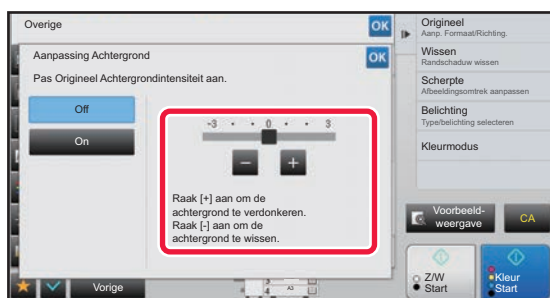 Overige
OK
Aanpassing Achtergrond
OK
Pas Origineel Achtergrondintensiteit aan.
Off
On
-3 • • 0 • • 3
- +
Raak [+] aan om de
achtergrond te verdonkeren.
Raak [-] aan om de
achtergrond te wissen.
Vorige
4 A3
Origineel
Aanp. Formaat/Richting.
Wissen
Randschaduw wissen
Scherpte
Afbeeldingsomtrek aanpassen
Belichting
Type/belichting selecteren
Kleurmodus
Voorbeeld-
weergave
CA
Z/W
Start
Kleur
Start